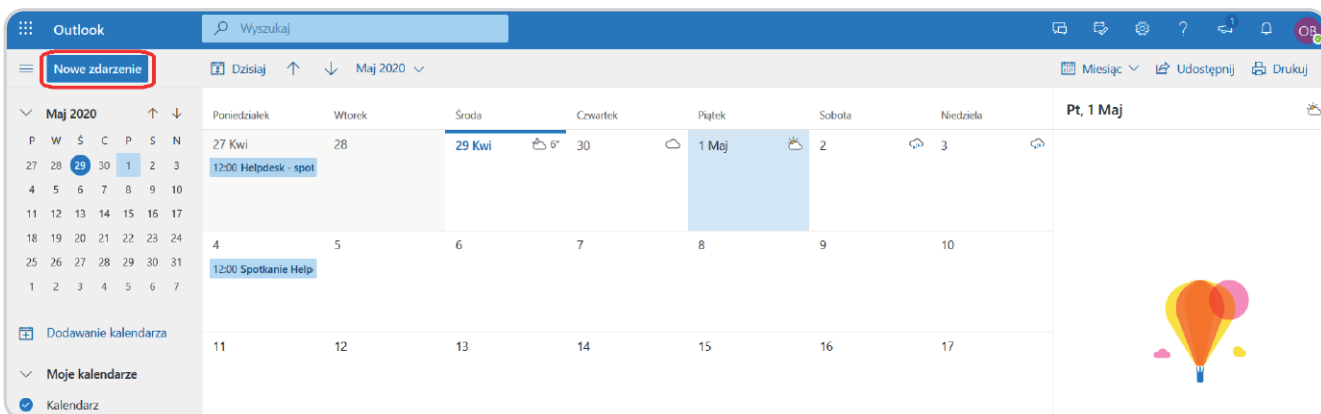 Outlook
Wyszukaj
1
OB
Nowe zdarzenie
Dzisiaj
Maj 2020
Miesiąc
Udostępnij
Drukuj
Maj 2020
P W Ś C P S N
27 28 29 30 1 2 3
4 5 6 7 8 9 10
11 12 13 14 15 16 17
18 19 20 21 22 23 24
25 26 27 28 29 30 31
1 2 3 4 5 6 7
Dodawanie kalendarza
Moje kalendarze
Kalendarz
Poniedziałek Wtorek Środa Czwartek Piątek Sobota Niedziela
27 Kwi 28 29 Kwi 6° 30 1 Maj 2 3
12:00 Helpdesk - spot
4 5 6 7 8 9 10
12:00 Spotkanie Help
11 12 13 14 15 16 17
Pt, 1 Maj